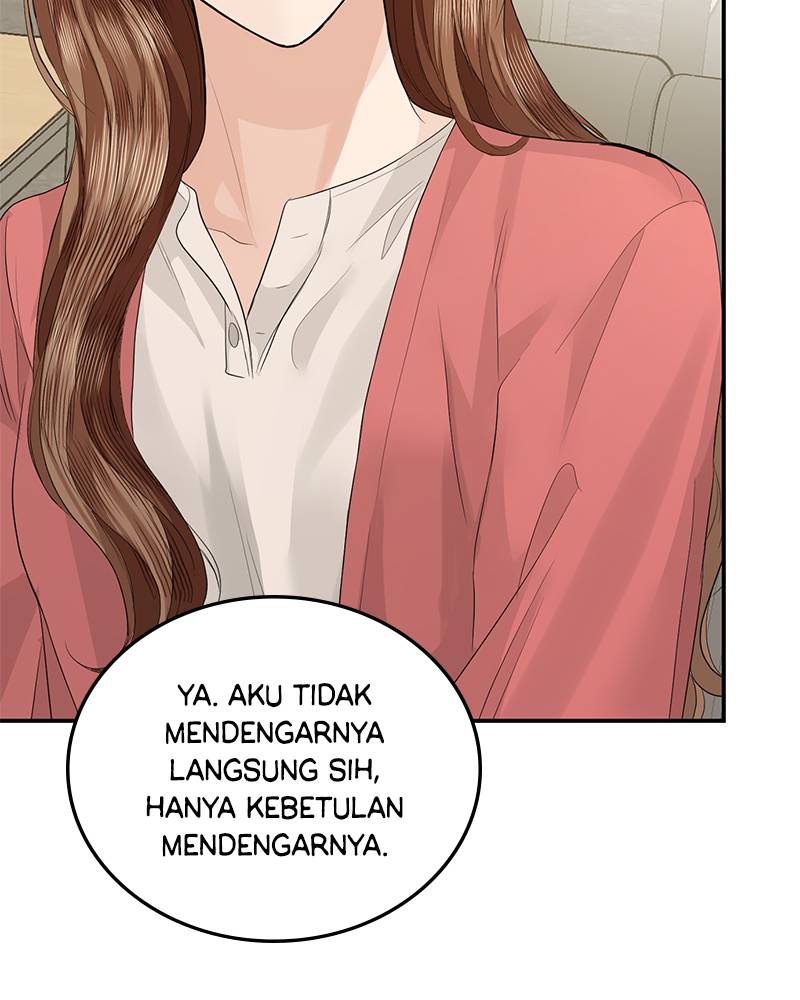 YA. AKU TIDAK
MENDENGARNYA
LANGSUNG SIH,
HANYA KEBETULAN
MENDENGARNYA.